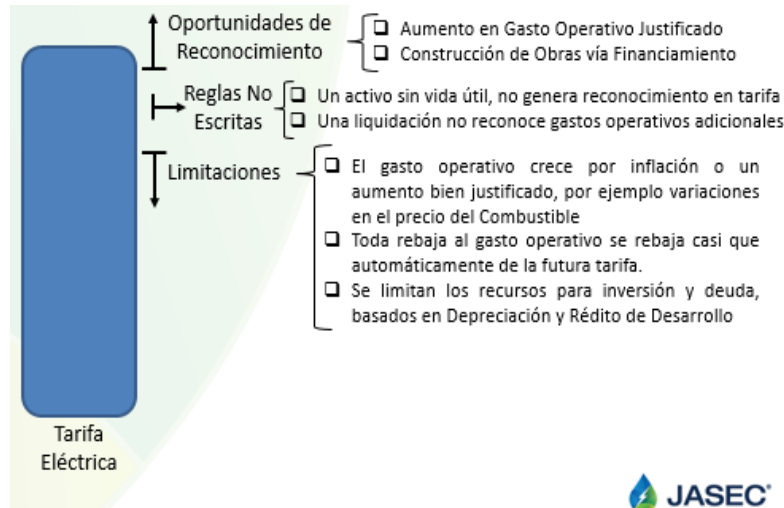 Oportunidades de
Reconocimiento
❑ Aumento en Gasto Operativo Justificado
❑ Construcción de Obras vía Financiamiento
Reglas No
Escritas
❑ Un activo sin vida útil, no genera reconocimiento en tarifa
❑ Una liquidación no reconoce gastos operativos adicionales
Limitaciones
❑ El gasto operativo crece por inflación o un
aumento bien justificado, por ejemplo variaciones
en el precio del Combustible
❑ Toda rebaja al gasto operativo se rebaja casi que
automáticamente de la futura tarifa.
❑ Se limitan los recursos para inversión y deuda,
basados en Depreciación y Rédito de Desarrollo
Tarifa
Eléctrica
JASEC